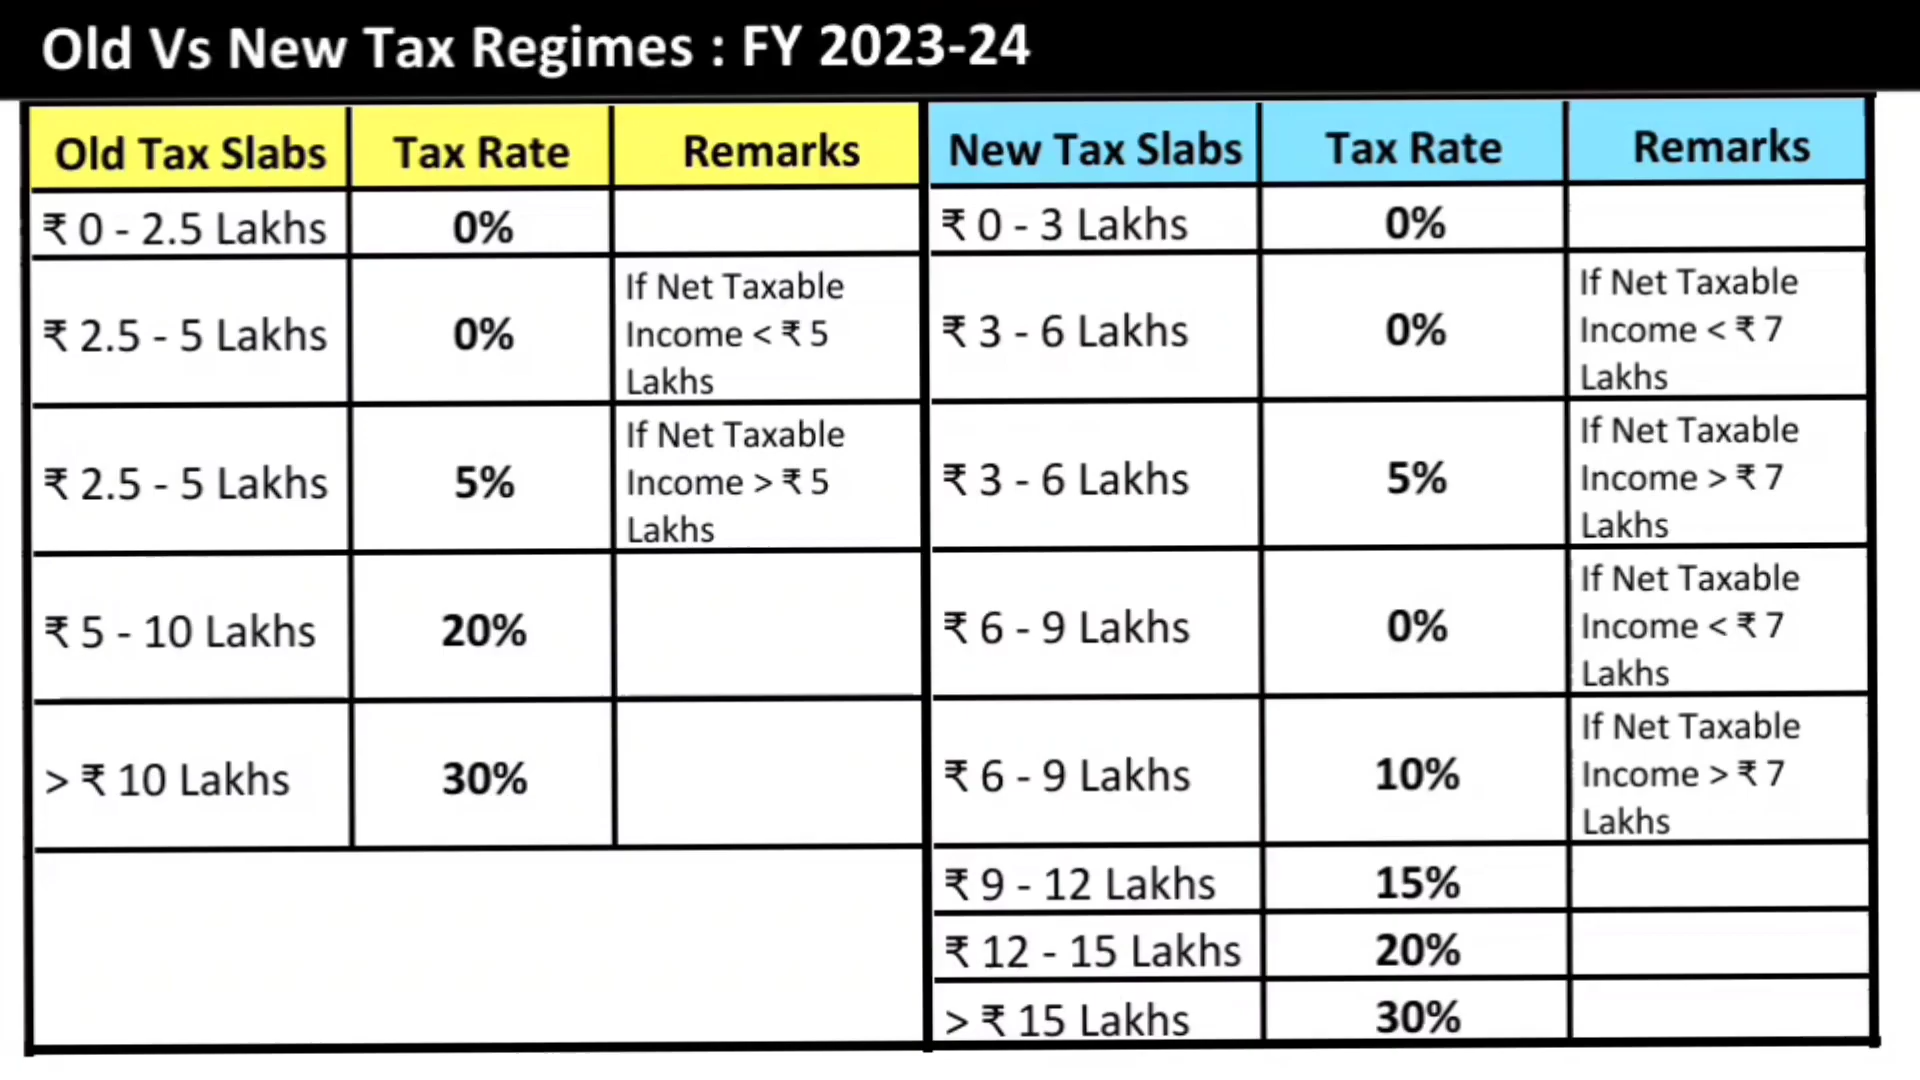 Old Vs New Tax Regimes : FY 2023-24
Old Tax Slabs Tax Rate Remarks New Tax Slabs Tax Rate Remarks
₹ 0 - 2.5 Lakhs 0% ₹ 0 - 3 Lakhs 0%
₹ 2.5 - 5 Lakhs 0% If Net Taxable
Income < ₹ 5
Lakhs
₹ 3 - 6 Lakhs 0% If Net Taxable
Income < ₹ 7
Lakhs
₹ 2.5 - 5 Lakhs 5% If Net Taxable
Income > ₹ 5
Lakhs
₹ 3 - 6 Lakhs 5% If Net Taxable
Income > ₹ 7
Lakhs
₹ 5 - 10 Lakhs 20%
₹ 6 - 9 Lakhs 0% If Net Taxable
Income < ₹ 7
Lakhs
> ₹ 10 Lakhs 30%
₹ 6 - 9 Lakhs 10% If Net Taxable
Income > ₹ 7
Lakhs
₹ 9 - 12 Lakhs 15%
₹ 12 - 15 Lakhs 20%
> ₹ 15 Lakhs 30%